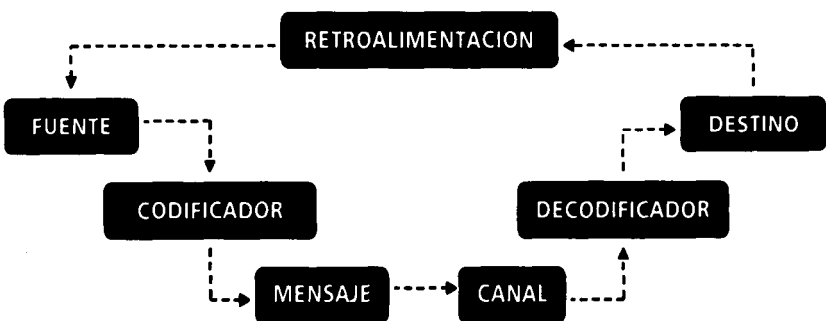 RETROALIMENTACION
FUENTE
DESTINO
CODIFICADOR
DECODIFICADOR
MENSAJE
CANAL